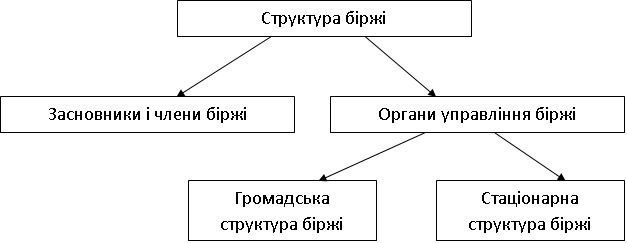 Структура біржі
Засновники і члени біржі
Органи управління біржі
Громадська
структура біржі
Стаціонарна
структура біржі